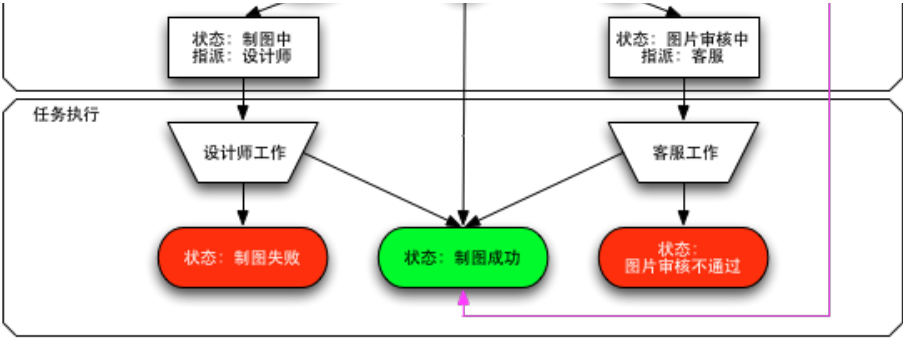 状态：制图中
指派：设计师
状态：图片审核中
指派：客服
任务执行
设计师工作
客服工作
状态：制图失败
状态：制图成功
状态：
图片审核不通过